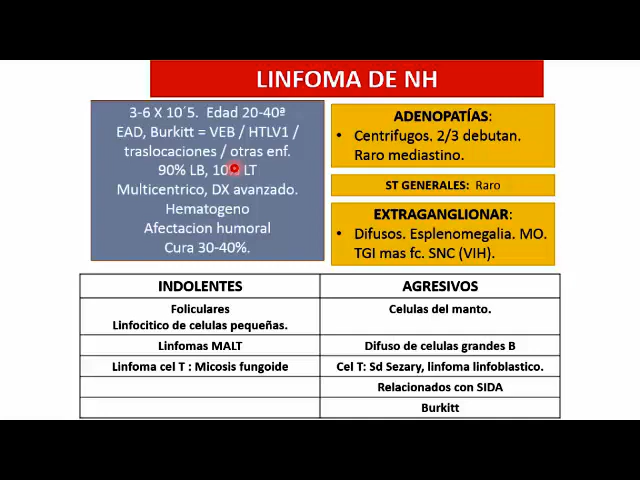 LINFOMA DE NH
3-6 X 10´5. Edad 20-40ª
EAD, Burkitt = VEB / HTLV1 /
traslocaciones / otras enf.
90% LB, LT
Multicentrico, DX avanzado.
Hematogeno
Afectacion humoral
Cura 30-40%.
ADENOPATÍAS:
• Centrifugos. 2/3 debutan.
Raro mediastino.
ST GENERALES: Raro
EXTRAGANGLIONAR:
• Difusos. Esplenomegalia. MO.
TGI mas fc. SNC (VIH).
INDOLENTES AGRESIVOS
Foliculares Celulas del manto.
Linfocitico de celulas pequeñas.
Linfomas MALT Difuso de celulas grandes B
Linfoma cel T : Micosis fungoide Cel T: Sd Sezary, linfoma linfoblastico.
Relacionados con SIDA
Burkitt